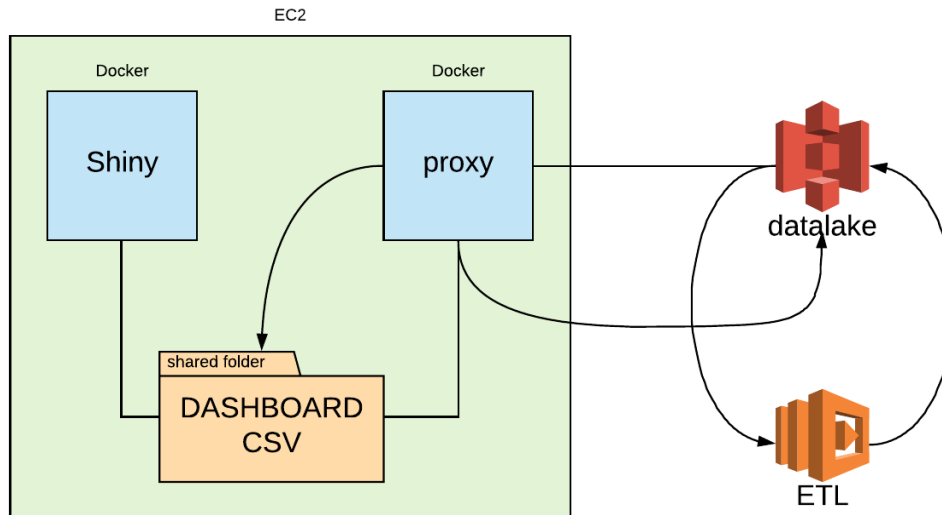 EC2
Docker
Docker
Shiny
proxy
datalake
shared folder
DASHBOARD
CSV
ETL